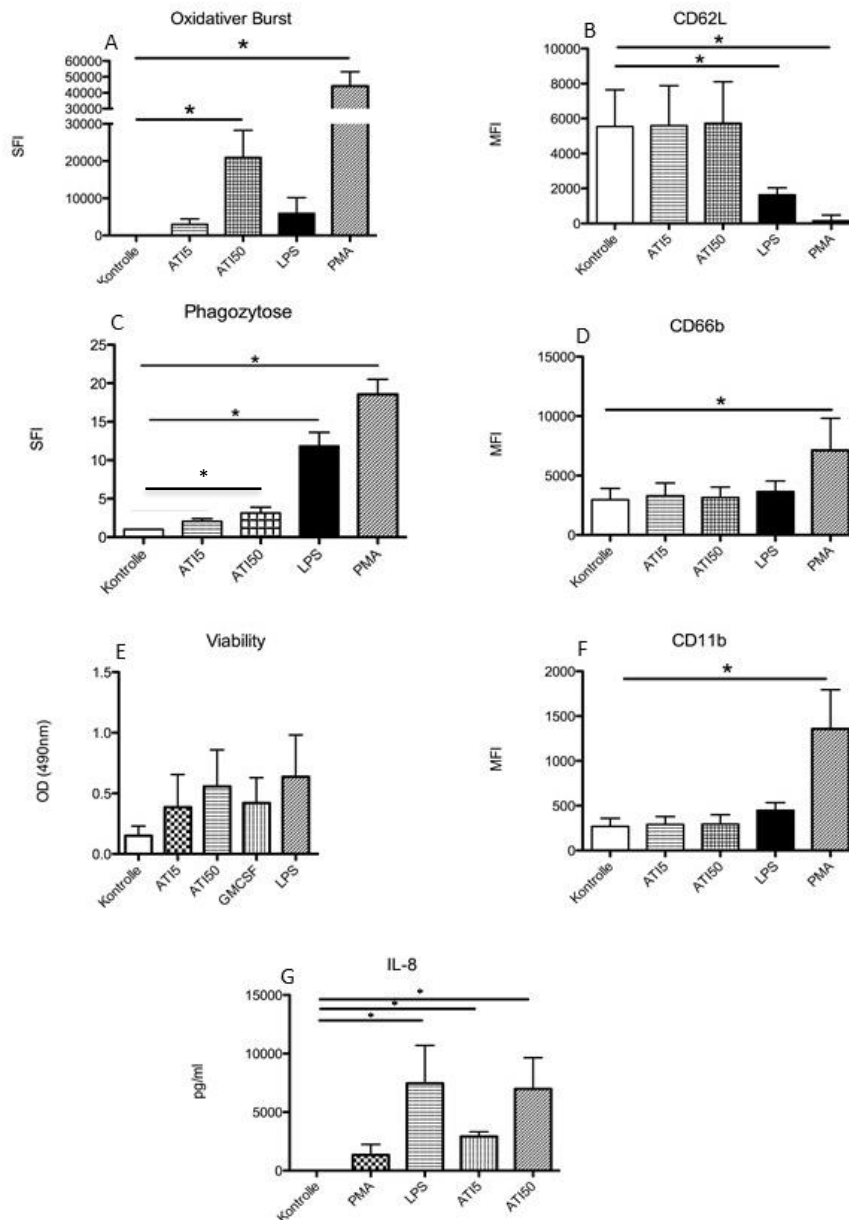 A
Oxidativer Burst
*
*
60000
50000
40000
30000
30000
20000
10000
0
SFI
Kontrolle
ATI5
ATI50
LPS
PMA
B
CD62L
*
*
10000
8000
6000
4000
2000
0
MFI
Kontrolle
ATI5
ATI50
LPS
PMA
C
Phagozytose
*
*
*
25
20
15
10
5
0
SFI
Kontrolle
ATI5
ATI50
LPS
PMA
D
CD66b
*
15000
10000
5000
0
MFI
Kontrolle
ATI5
ATI50
LPS
PMA
E
Viability
1.5
1.0
0.5
0.0
OD (490nm)
Kontrolle
ATI5
ATI50
GMCSF
LPS
F
CD11b
*
2000
1500
1000
500
0
MFI
Kontrolle
ATI5
ATI50
LPS
PMA
G
IL-8
*
*
*
15000
10000
5000
0
pg/ml
Kontrolle
PMA
LPS
ATI5
ATI50